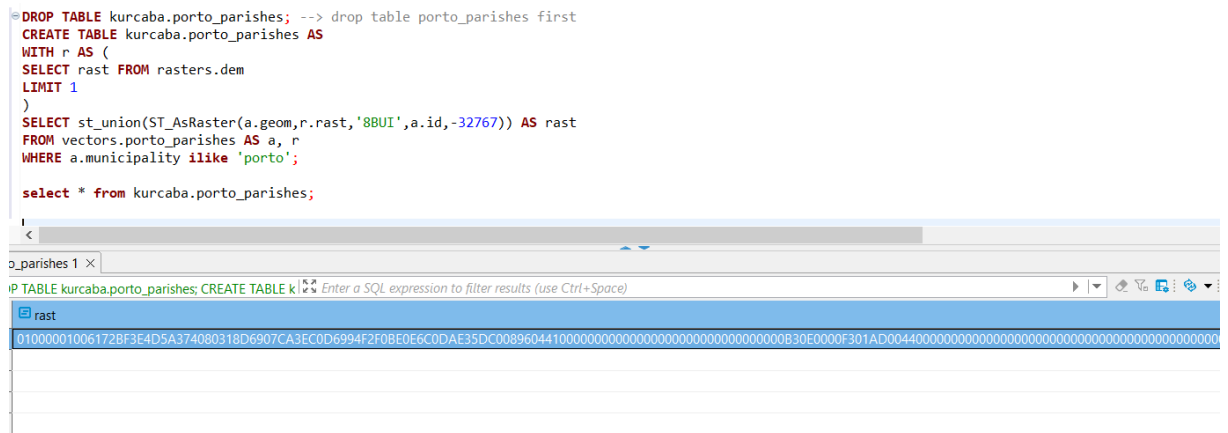 DROP TABLE kurcaba.porto_parishes; --> drop table porto_parishes first
CREATE TABLE kurcaba.porto_parishes AS
WITH r AS (
SELECT rast FROM rasters.dem
LIMIT 1
)
SELECT st_union(ST_AsRaster(a.geom,r.rast,'8BUI',a.id,-32767)) AS rast
FROM vectors.porto_parishes AS a, r
WHERE a.municipality ilike 'porto';
select * from kurcaba.porto_parishes;
o_parishes 1
OP TABLE kurcaba.porto_parishes; CREATE TABLE k Enter a SQL expression to filter results (use Ctrl+Space)
rast